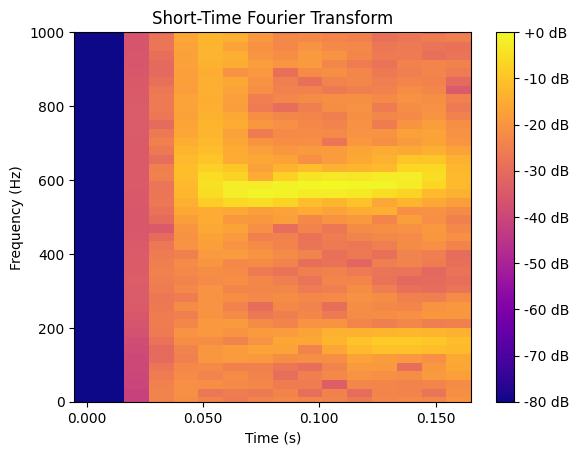 Short-Time Fourier Transform
1000
800
600
400
200
0
Frequency (Hz)
0.000
0.050
0.100
0.150
Time (s)
+0 dB
-10 dB
-20 dB
-30 dB
-40 dB
-50 dB
-60 dB
-70 dB
-80 dB